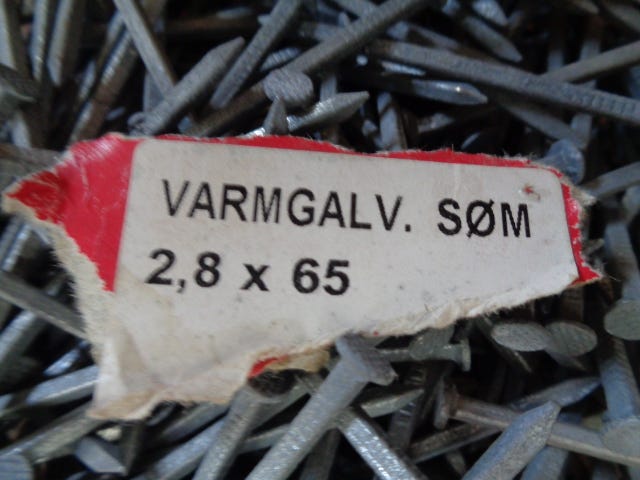 VARMGALV. SØM
2,8 x 65